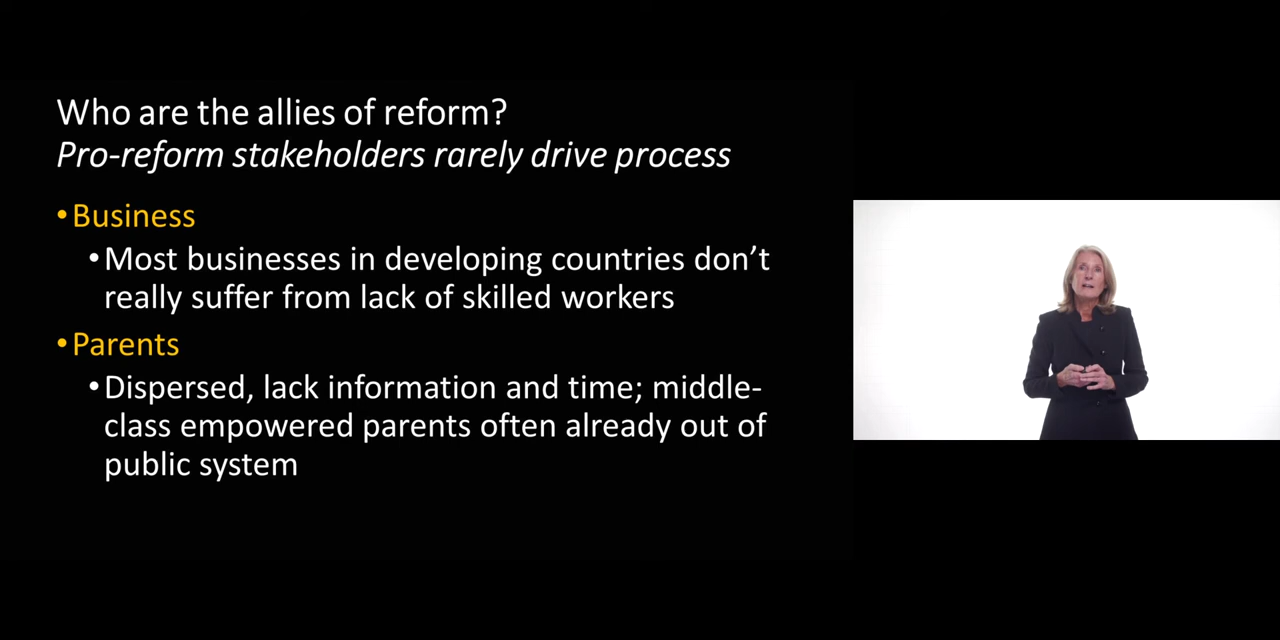 Who are the allies of reform?
Pro-reform stakeholders rarely drive process
•Business
•Most businesses in developing countries don’t
really suffer from lack of skilled workers
•Parents
•Dispersed, lack information and time; middle-
class empowered parents often already out of
public system